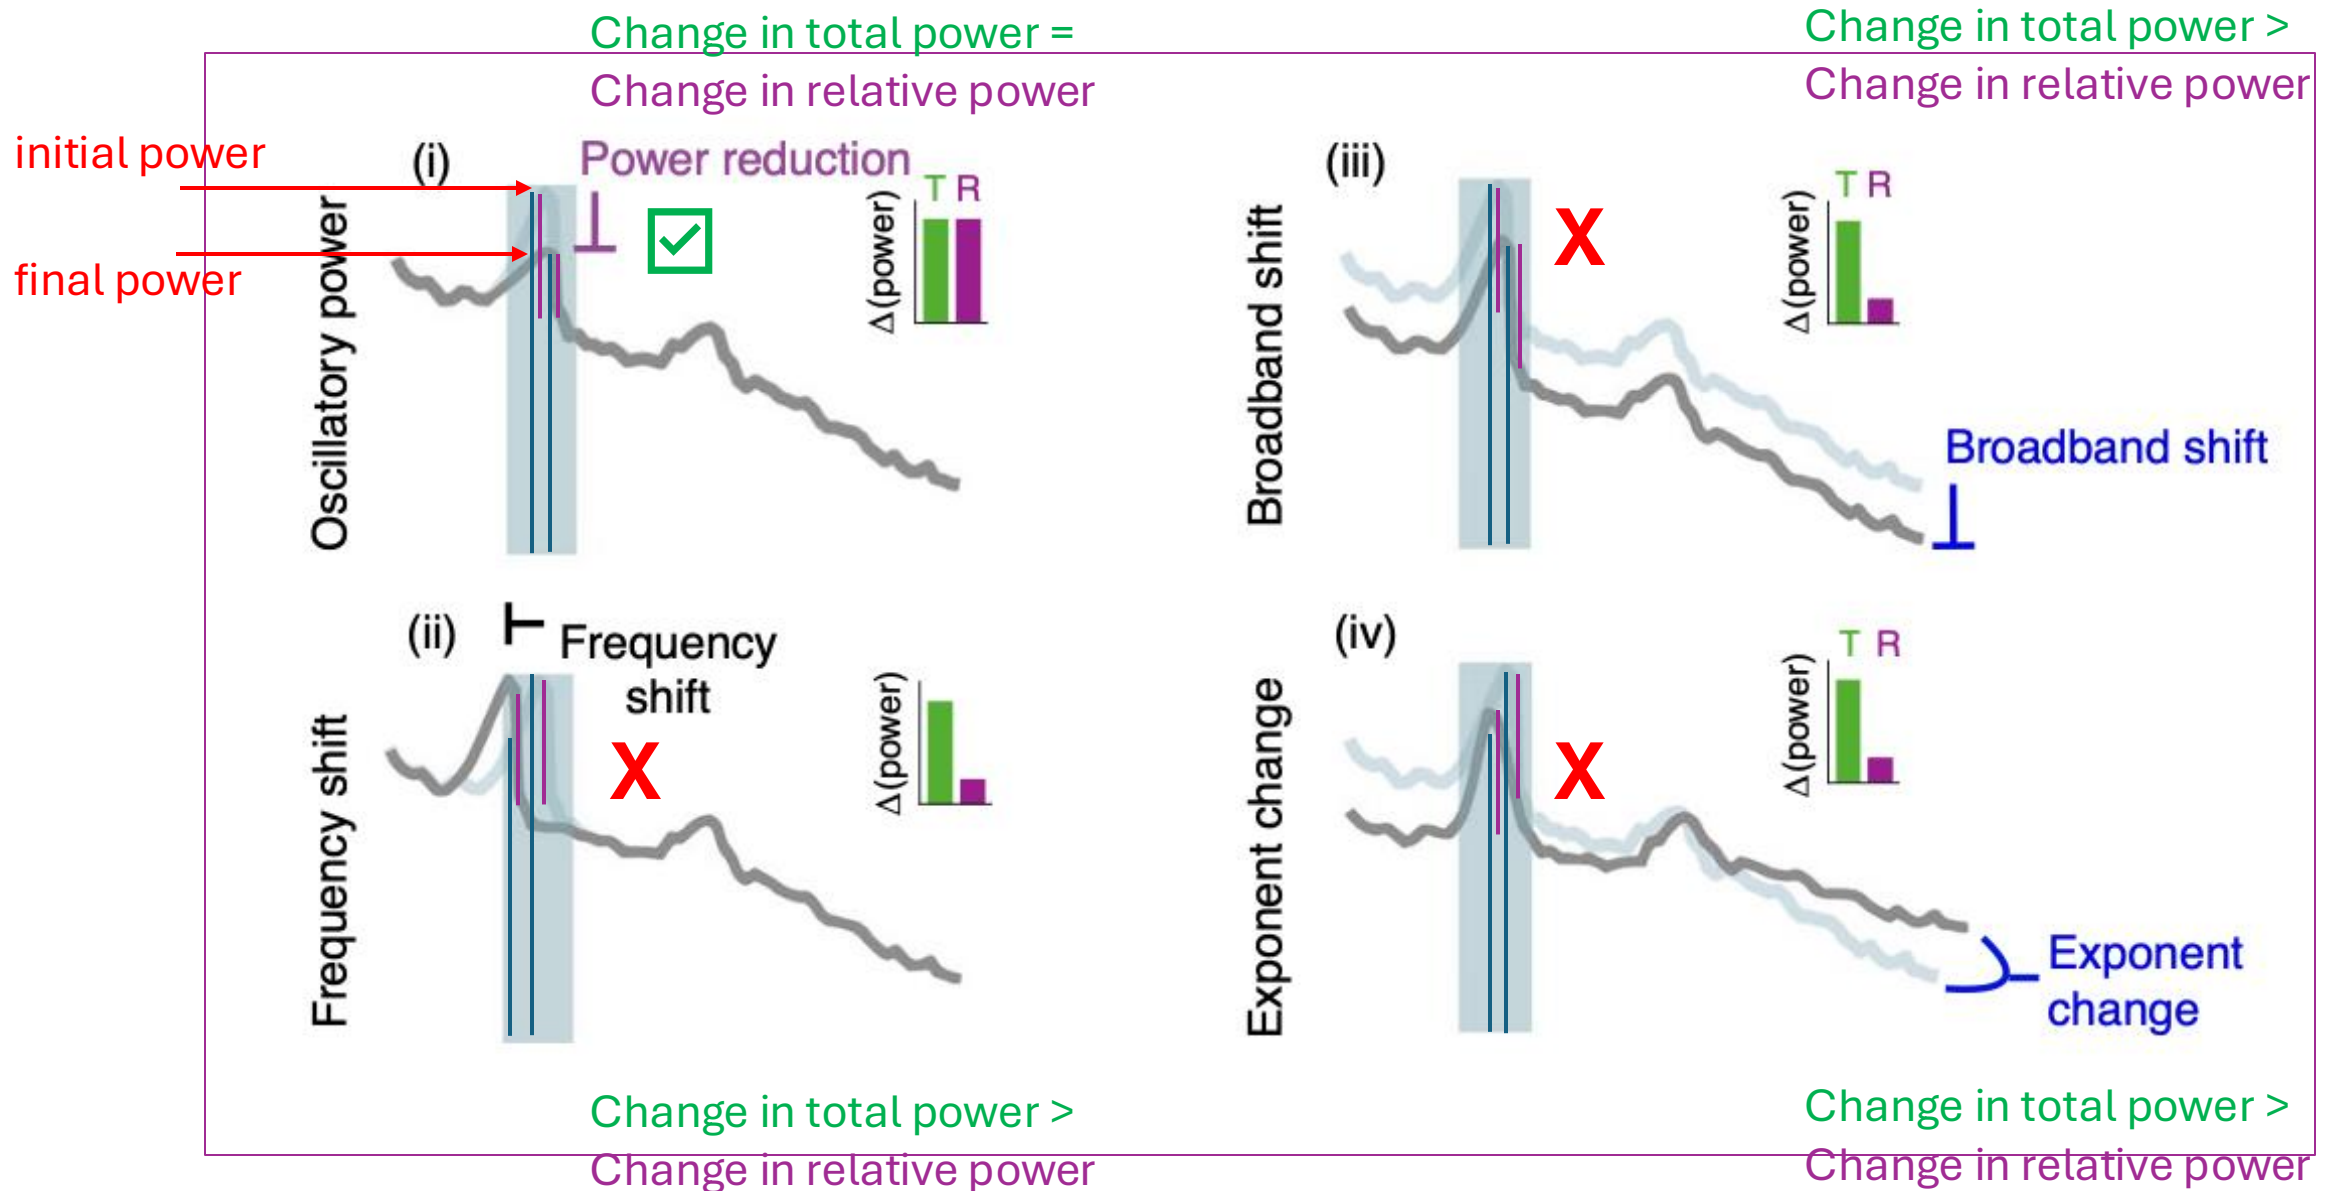 Change in total power =
Change in relative power
Change in total power >
Change in relative power
initial power
final power
(i)
Power reduction
T R
Δ(power)
Oscillatory power
(iii)
X
T R
Δ(power)
Broadband shift
Broadband shift
(ii)
Frequency
shift
X
Δ(power)
Frequency shift
(iv)
X
T R
Δ(power)
Exponent change
Exponent
change
Change in total power >
Change in relative power
Change in total power >
Change in relative power